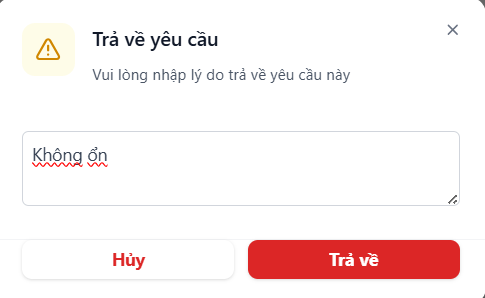 Trả về yêu cầu
Vui lòng nhập lý do trả về yêu cầu này
Không ổn
Hủy
Trả về